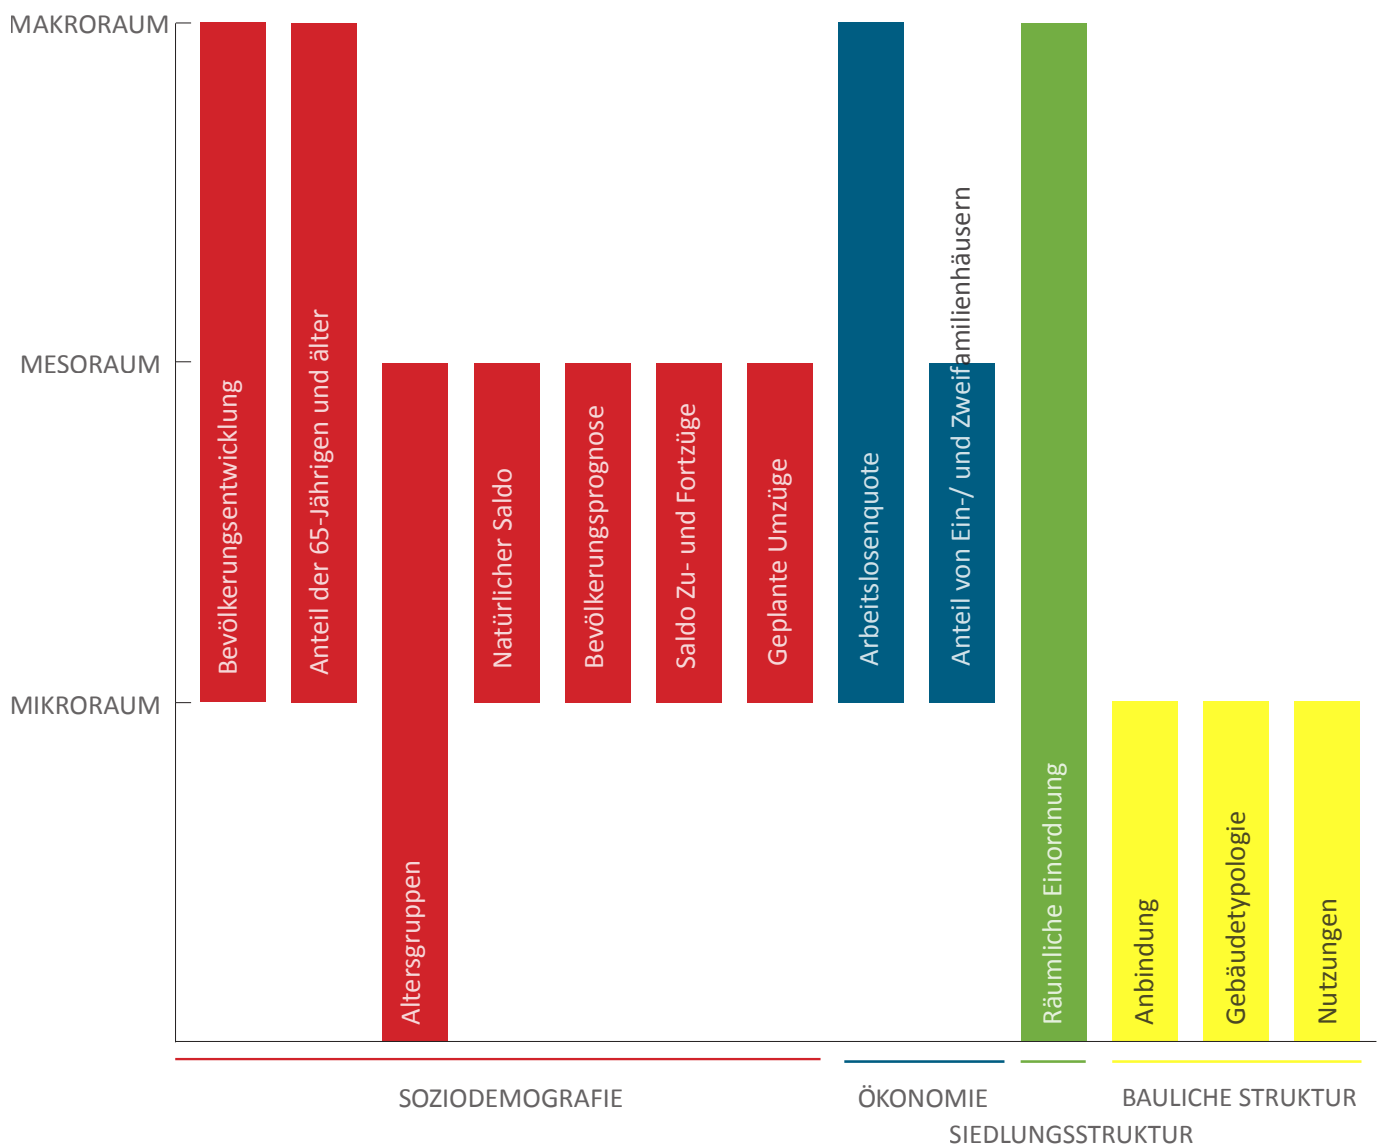 MAKRORAUM
MESORAUM
MIKRORAUM
Bevölkerungsentwicklung
Anteil der 65-Jährigen und älter
Altersgruppen
Natürlicher Saldo
Bevölkerungsprognose
Saldo Zu- und Fortzüge
Geplante Umzüge
Arbeitslosenquote
Anteil von Ein-/ und Zweifamilienhäusern
Räumliche Einordnung
Anbindung
Gebäudetypologie
Nutzungen
SOZIODEMOGRAFIE
ÖKONOMIE
BAULICHE STRUKTUR
SIEDLUNGSSTRUKTUR